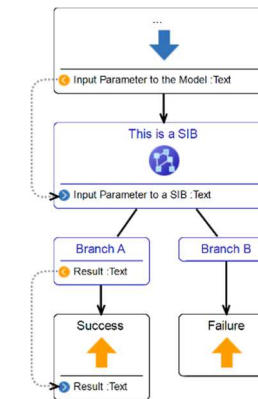 ...
Input Parameter to the Model :Text
This is a SIB
Input Parameter to a SIB :Text
Branch A
Branch B
Result :Text
Success
Failure
Result :Text